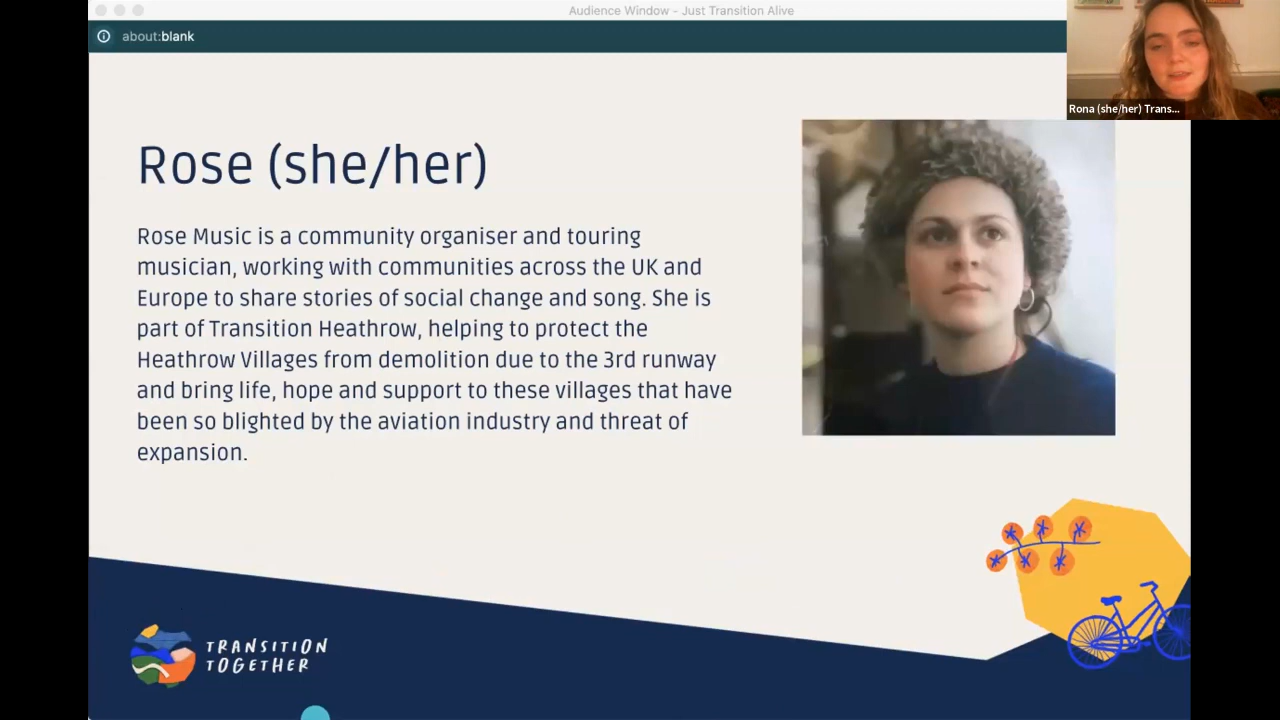 Audience Window - Just Transition Alive
about:blank
Rona (she/her) Trans...
Rose (she/her)
Rose Music is a community organiser and touring
musician, working with communities across the UK and
Europe to share stories of social change and song. She is
part of Transition Heathrow, helping to protect the
Heathrow Villages from demolition due to the 3rd runway
and bring life, hope and support to these villages that have
been so blighted by the aviation industry and threat of
expansion.
TRANSITION
TOGETHER